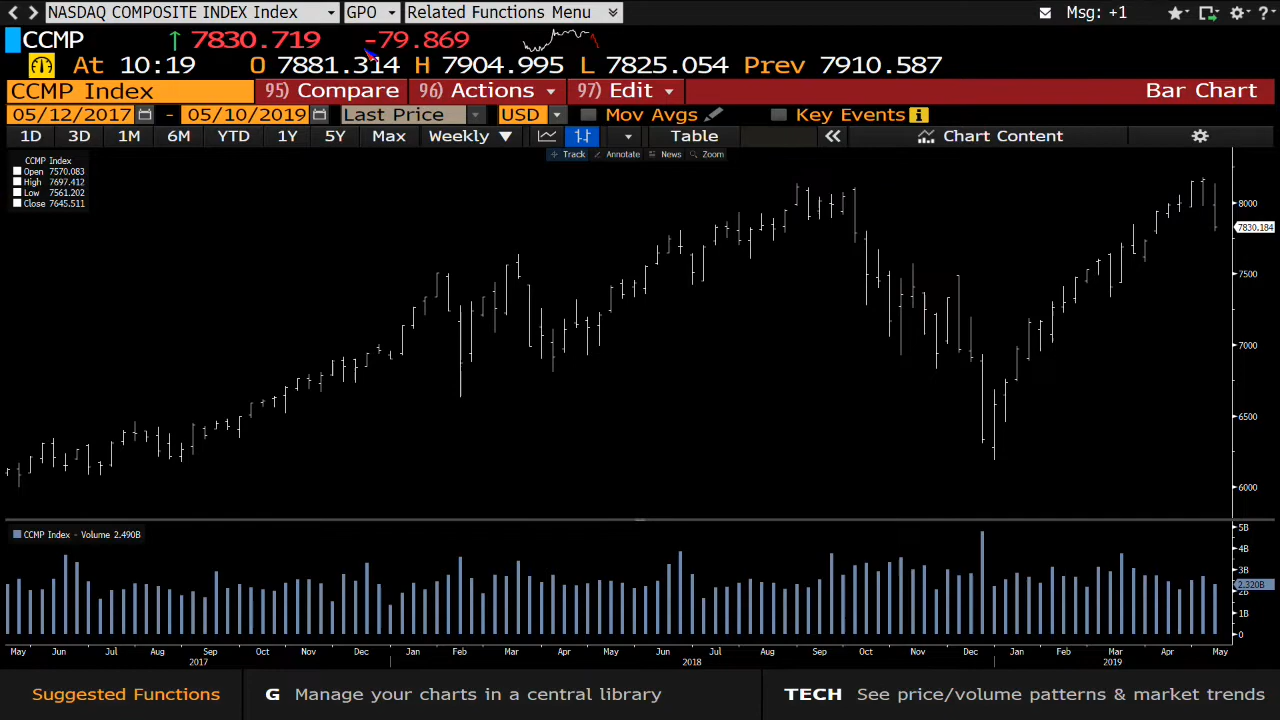 NASDAQ COMPOSITE INDEX Index GPO Related Functions Menu Msg: +1
CCMP ↑ 7830.719 -79.869
At 10:19 O 7881.314 H 7904.995 L 7825.054 Prev 7910.587
CCMP Index 95) Compare 96) Actions 97) Edit Bar Chart
05/12/2017 - 05/10/2019 Last Price USD Mov Avgs Key Events
1D 3D 1M 6M YTD 1Y 5Y Max Weekly ▼ Table « Chart Content
Track Annotate News Zoom
CCMP Index
Open 7570.083
High 7697.412
Low 7561.202
Close 7645.511
8000
7830.184
7500
7000
6500
6000
CCMP Index - Volume 2.490B
5B
4B
3B
2.320B
2B
1B
0
May Jun Jul Aug Sep Oct Nov Dec Jan Feb Mar Apr May Jun Jul Aug Sep Oct Nov Dec Jan Feb Mar Apr May
2017 2018 2019
Suggested Functions G Manage your charts in a central library TECH See price/volume patterns & market trends